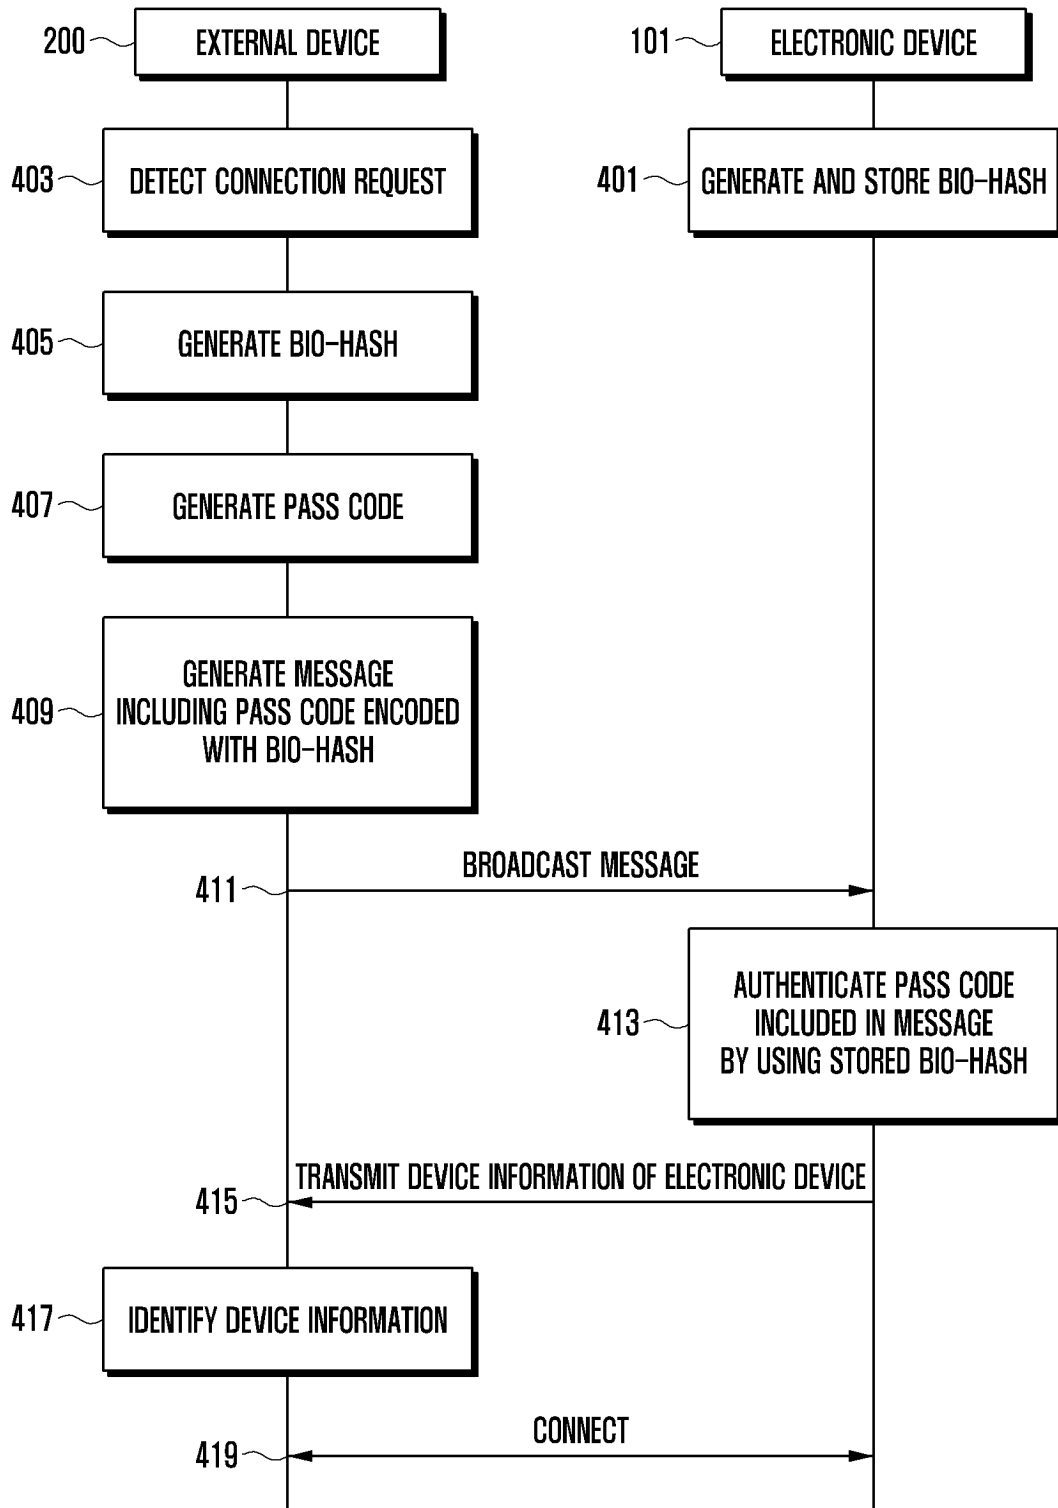 200
EXTERNAL DEVICE
101
ELECTRONIC DEVICE
403
DETECT CONNECTION REQUEST
401
GENERATE AND STORE BIO-HASH
405
GENERATE BIO-HASH
407
GENERATE PASS CODE
409
GENERATE MESSAGE
INCLUDING PASS CODE ENCODED
WITH BIO-HASH
BROADCAST MESSAGE
411
413
AUTHENTICATE PASS CODE
INCLUDED IN MESSAGE
BY USING STORED BIO-HASH
TRANSMIT DEVICE INFORMATION OF ELECTRONIC DEVICE
415
417
IDENTIFY DEVICE INFORMATION
CONNECT
419